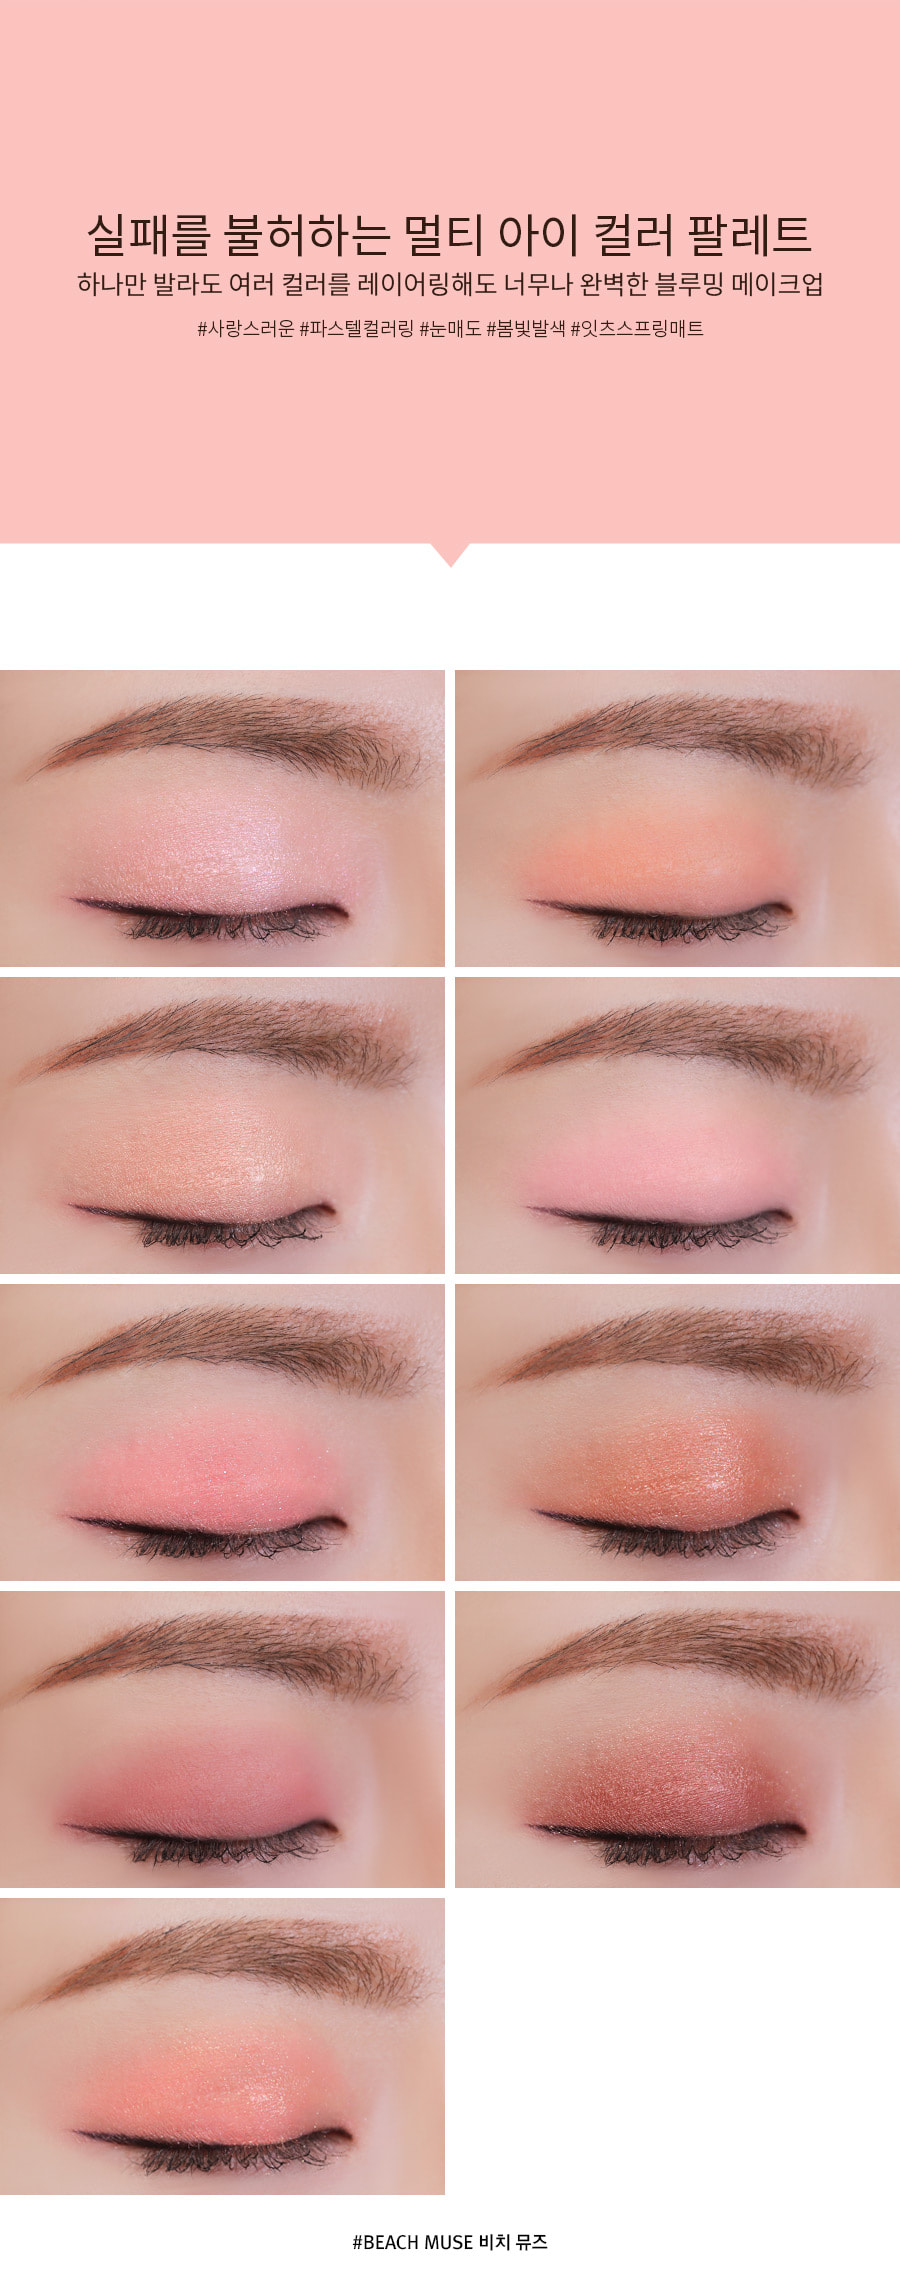 실패를 불허하는 멀티 아이 컬러 팔레트
하나만 발라도 여러 컬러를 레이어링해도 너무나 완벽한 블루밍 메이크업
#사랑스러운 #파스텔컬러링 #눈매도 #봄빛발색 #잇츠스프링매트
#BEACH MUSE 비치 뮤즈